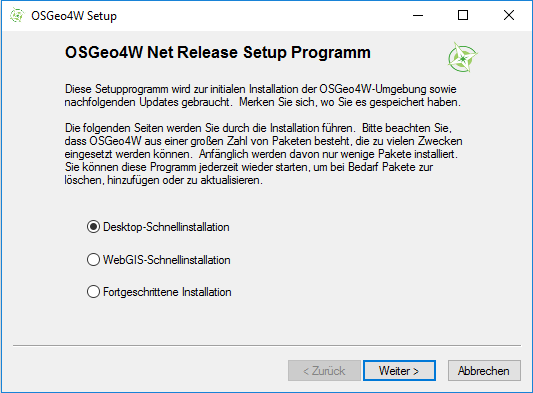 OSGeo4W Setup
OSGeo4W Net Release Setup Programm
Diese Setupprogramm wird zur initialen Installation der OSGeo4W-Umgebung sowie
nachfolgenden Updates gebraucht. Merken Sie sich, wo Sie es gespeichert haben.
Die folgenden Seiten werden Sie durch die Installation führen. Bitte beachten Sie,
dass OSGeo4W aus einer großen Zahl von Paketen besteht, die zu vielen Zwecken
eingesetzt werden können. Anfänglich werden davon nur wenige Pakete installiert.
Sie können diese Programm jederzeit wieder starten, um bei Bedarf Pakete zur
löschen, hinzufügen oder zu aktualisieren.
Desktop-Schnellinstallation
WebGIS-Schnellinstallation
Fortgeschrittene Installation
< Zurück Weiter > Abbrechen